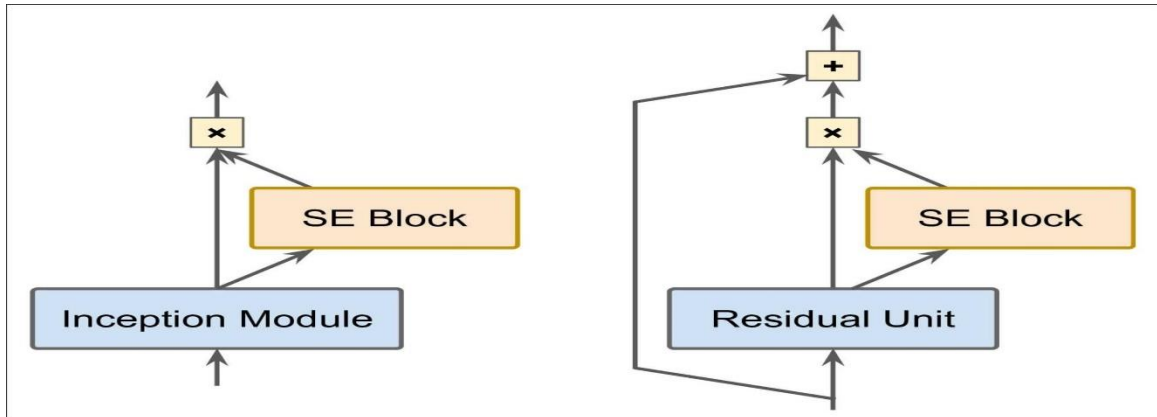 ×
SE Block
Inception Module
+
×
SE Block
Residual Unit